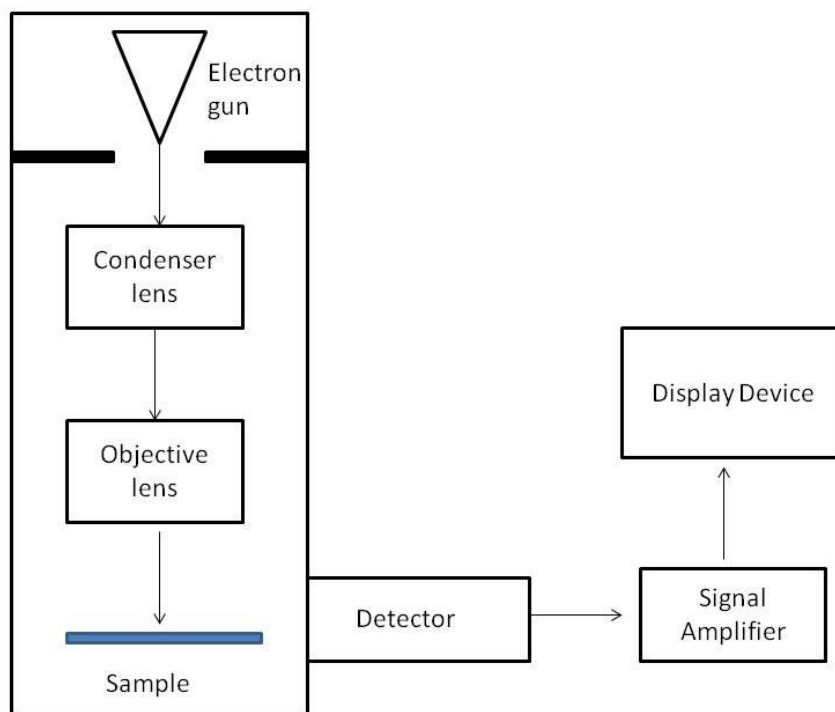 Electron
gun
Condenser
lens
Objective
lens
Sample
Detector
Signal
Amplifier
Display Device